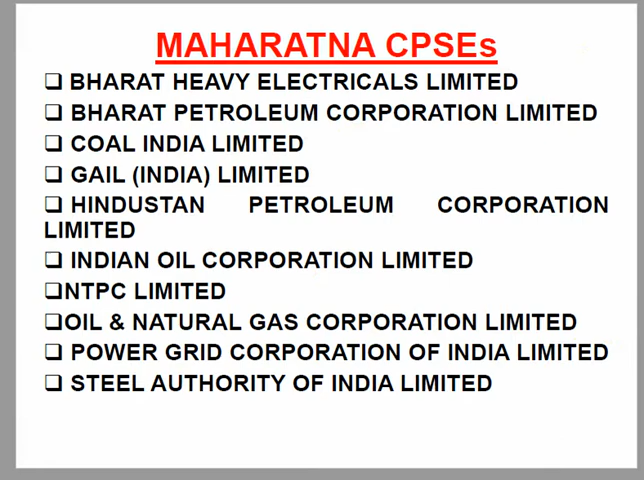 MAHARATNA CPSEs
❑ BHARAT HEAVY ELECTRICALS LIMITED
❑ BHARAT PETROLEUM CORPORATION LIMITED
❑ COAL INDIA LIMITED
❑ GAIL (INDIA) LIMITED
❑ HINDUSTAN PETROLEUM CORPORATION
LIMITED
❑ INDIAN OIL CORPORATION LIMITED
❑NTPC LIMITED
❑OIL & NATURAL GAS CORPORATION LIMITED
❑ POWER GRID CORPORATION OF INDIA LIMITED
❑ STEEL AUTHORITY OF INDIA LIMITED